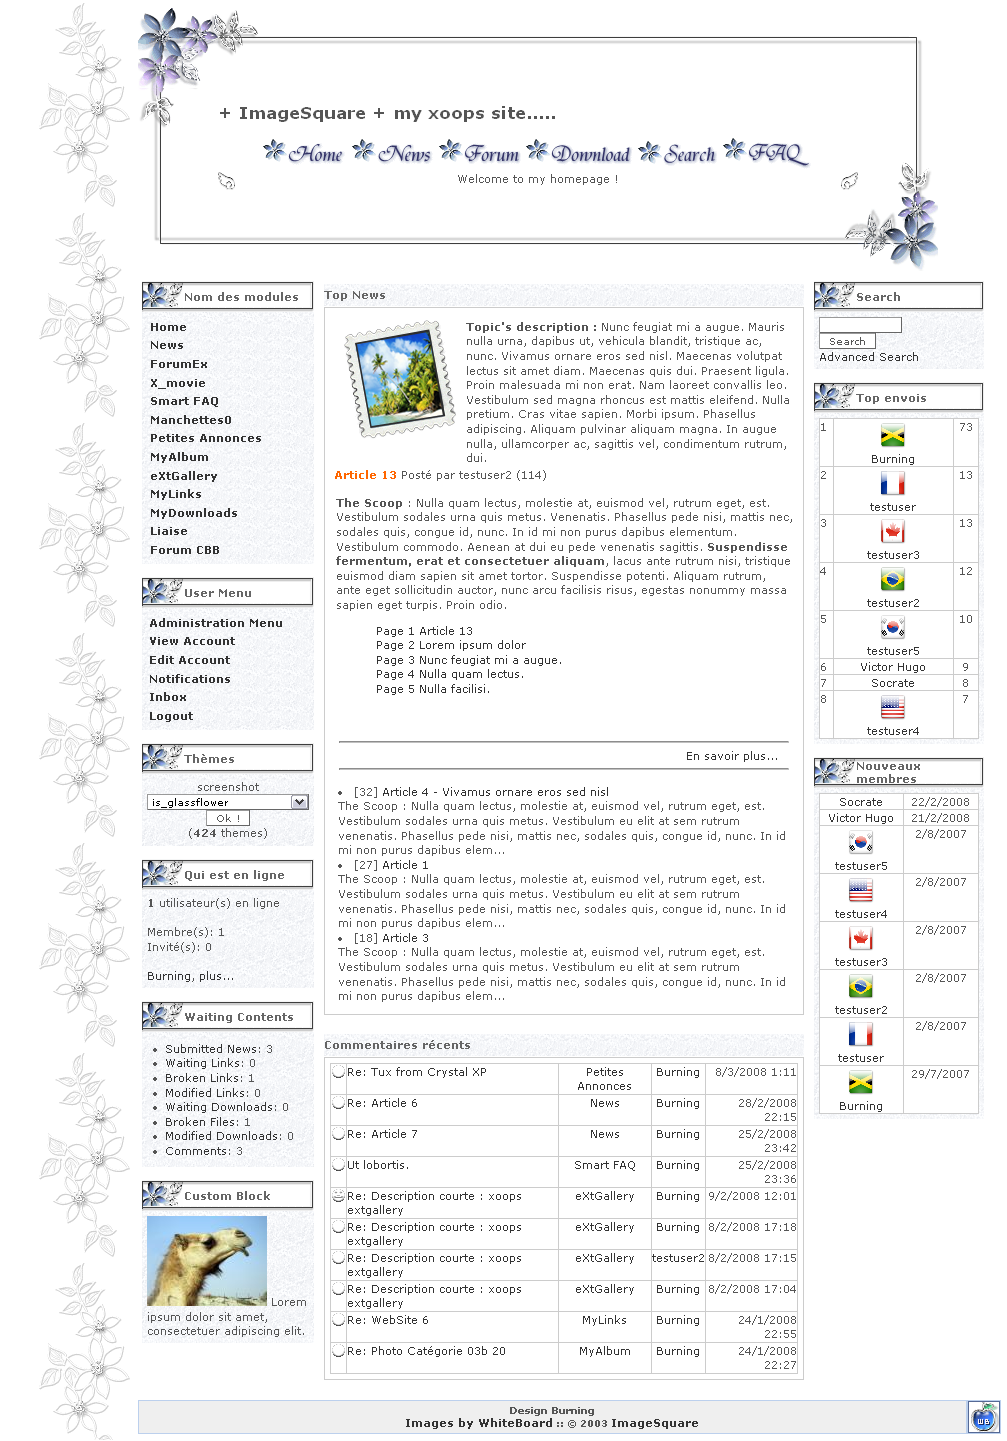 + ImageSquare + my xoops site.....
Home News Forum Download Search FAQ
Welcome to my homepage !
Nom des modules
Home
News
ForumEx
X_movie
Smart FAQ
Manchettes0
Petites Annonces
MyAlbum
eXtGallery
MyLinks
MyDownloads
Liaise
Forum CBB
User Menu
Administration Menu
View Account
Edit Account
Notifications
Inbox
Logout
Thèmes
screenshot
is_glassflower
Ok !
(424 themes)
Qui est en ligne
1 utilisateur(s) en ligne
Membre(s): 1
Invité(s): 0
Burning, plus...
Waiting Contents
Submitted News: 3
Waiting Links: 0
Broken Links: 1
Modified Links: 0
Waiting Downloads: 0
Broken Files: 1
Modified Downloads: 0
Comments: 3
Custom Block
Lorem
ipsum dolor sit amet,
consectetuer adipiscing elit.
Top News
Topic's description : Nunc feugiat mi a augue. Mauris
nulla urna, dapibus ut, vehicula blandit, tristique ac,
nunc. Vivamus ornare eros sed nisl. Maecenas volutpat
lectus sit amet diam. Maecenas quis dui. Praesent ligula.
Proin malesuada mi non erat. Nam laoreet convallis leo.
Vestibulum sed magna rhoncus est mattis eleifend. Nulla
pretium. Cras vitae sapien. Morbi ipsum. Phasellus
adipiscing. Aliquam pulvinar aliquam magna. In augue
nulla, ullamcorper ac, sagittis vel, condimentum rutrum,
dui.
Article 13 Posté par testuser2 (114)
The Scoop : Nulla quam lectus, molestie at, euismod vel, rutrum eget, est.
Vestibulum sodales urna quis metus. Venenatis. Phasellus pede nisi, mattis nec,
sodales quis, congue id, nunc. In id mi non purus dapibus elementum.
Vestibulum commodo. Aenean at dui eu pede venenatis sagittis. Suspendisse
fermentum, erat et consectetuer aliquam, lacus ante rutrum nisi, tristique
euismod diam sapien sit amet tortor. Suspendisse potenti. Aliquam rutrum,
ante eget sollicitudin auctor, nunc arcu facilisis risus, egestas nonummy massa
sapien eget turpis. Proin odio.
Page 1 Article 13
Page 2 Lorem ipsum dolor
Page 3 Nunc feugiat mi a augue.
Page 4 Nulla quam lectus.
Page 5 Nulla facilisi.
En savoir plus...
[32] Article 4 - Vivamus ornare eros sed nisl
The Scoop : Nulla quam lectus, molestie at, euismod vel, rutrum eget, est.
Vestibulum sodales urna quis metus. Vestibulum eu elit at sem rutrum
venenatis. Phasellus pede nisi, mattis nec, sodales quis, congue id, nunc. In id
mi non purus dapibus elem...
[27] Article 1
The Scoop : Nulla quam lectus, molestie at, euismod vel, rutrum eget, est.
Vestibulum sodales urna quis metus. Vestibulum eu elit at sem rutrum
venenatis. Phasellus pede nisi, mattis nec, sodales quis, congue id, nunc. In id
mi non purus dapibus elem...
[18] Article 3
The Scoop : Nulla quam lectus, molestie at, euismod vel, rutrum eget, est.
Vestibulum sodales urna quis metus. Vestibulum eu elit at sem rutrum
venenatis. Phasellus pede nisi, mattis nec, sodales quis, congue id, nunc. In id
mi non purus dapibus elem...
Commentaires récents
Re: Tux from Crystal XP Petites Annonces Burning 8/3/2008 1:11
Re: Article 6 News Burning 28/2/2008 22:15
Re: Article 7 News Burning 25/2/2008 23:42
Ut lobortis. Smart FAQ Burning 25/2/2008 23:36
Re: Description courte : xoops extgallery eXtGallery Burning 9/2/2008 12:01
Re: Description courte : xoops extgallery eXtGallery Burning 8/2/2008 17:18
Re: Description courte : xoops extgallery eXtGallery testuser2 8/2/2008 17:15
Re: Description courte : xoops extgallery eXtGallery Burning 8/2/2008 17:04
Re: WebSite 6 MyLinks Burning 24/1/2008 22:55
Re: Photo Catégorie 03b 20 MyAlbum Burning 24/1/2008 22:27
Search
Search
Advanced Search
Top envois
1 Burning 73
2 testuser 13
3 testuser3 13
4 testuser2 12
5 testuser5 10
6 Victor Hugo 9
7 Socrate 8
8 testuser4 7
Nouveaux
membres
Socrate 22/2/2008
Victor Hugo 21/2/2008
testuser5 2/8/2007
testuser4 2/8/2007
testuser3 2/8/2007
testuser2 2/8/2007
testuser 2/8/2007
Burning 29/7/2007
Design Burning
Images by WhiteBoard :: © 2003 ImageSquare
WB